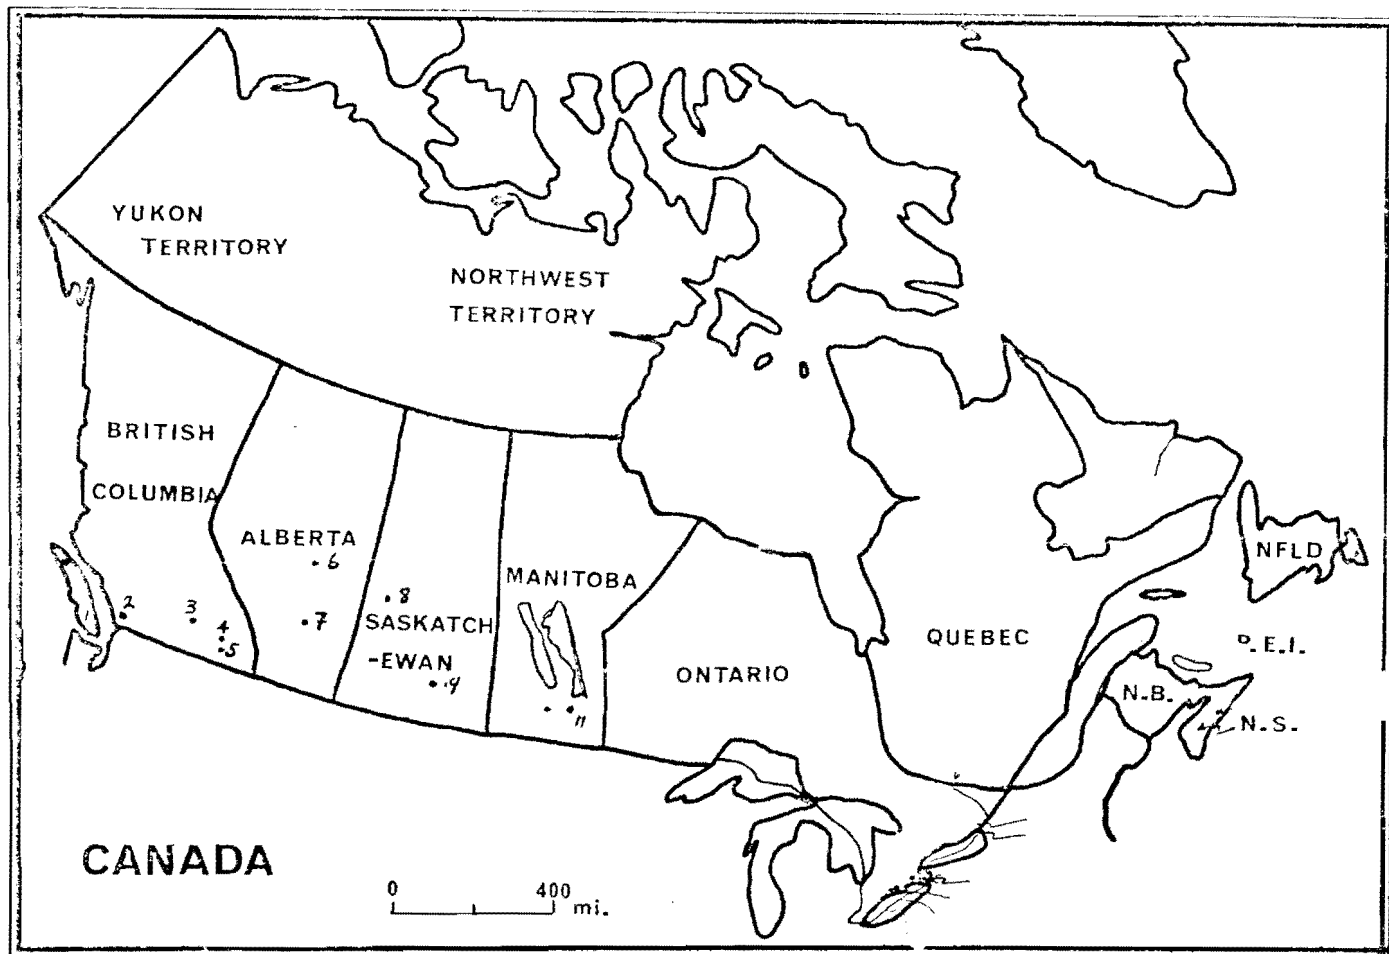 YUKON
TERRITORY
NORTHWEST
TERRITORY
BRITISH
COLUMBIA
ALBERTA
6
MANITOBA
NFLD
8
2
3
7
SASKATCH
1
4
QUEBEC
P.E.I.
5
-EWAN
9
ONTARIO
N.B.
11
N.S.
CANADA
0 400
mi.